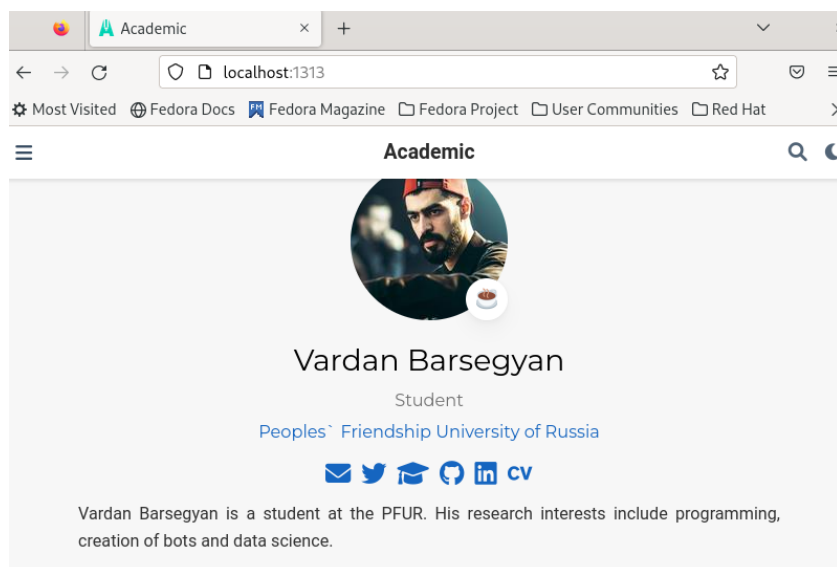 Academic
localhost:1313
Most Visited Fedora Docs Fedora Magazine Fedora Project User Communities Red Hat
Academic
Vardan Barsegyan
Student
Peoples` Friendship University of Russia
CV
Vardan Barsegyan is a student at the PFUR. His research interests include programming,
creation of bots and data science.